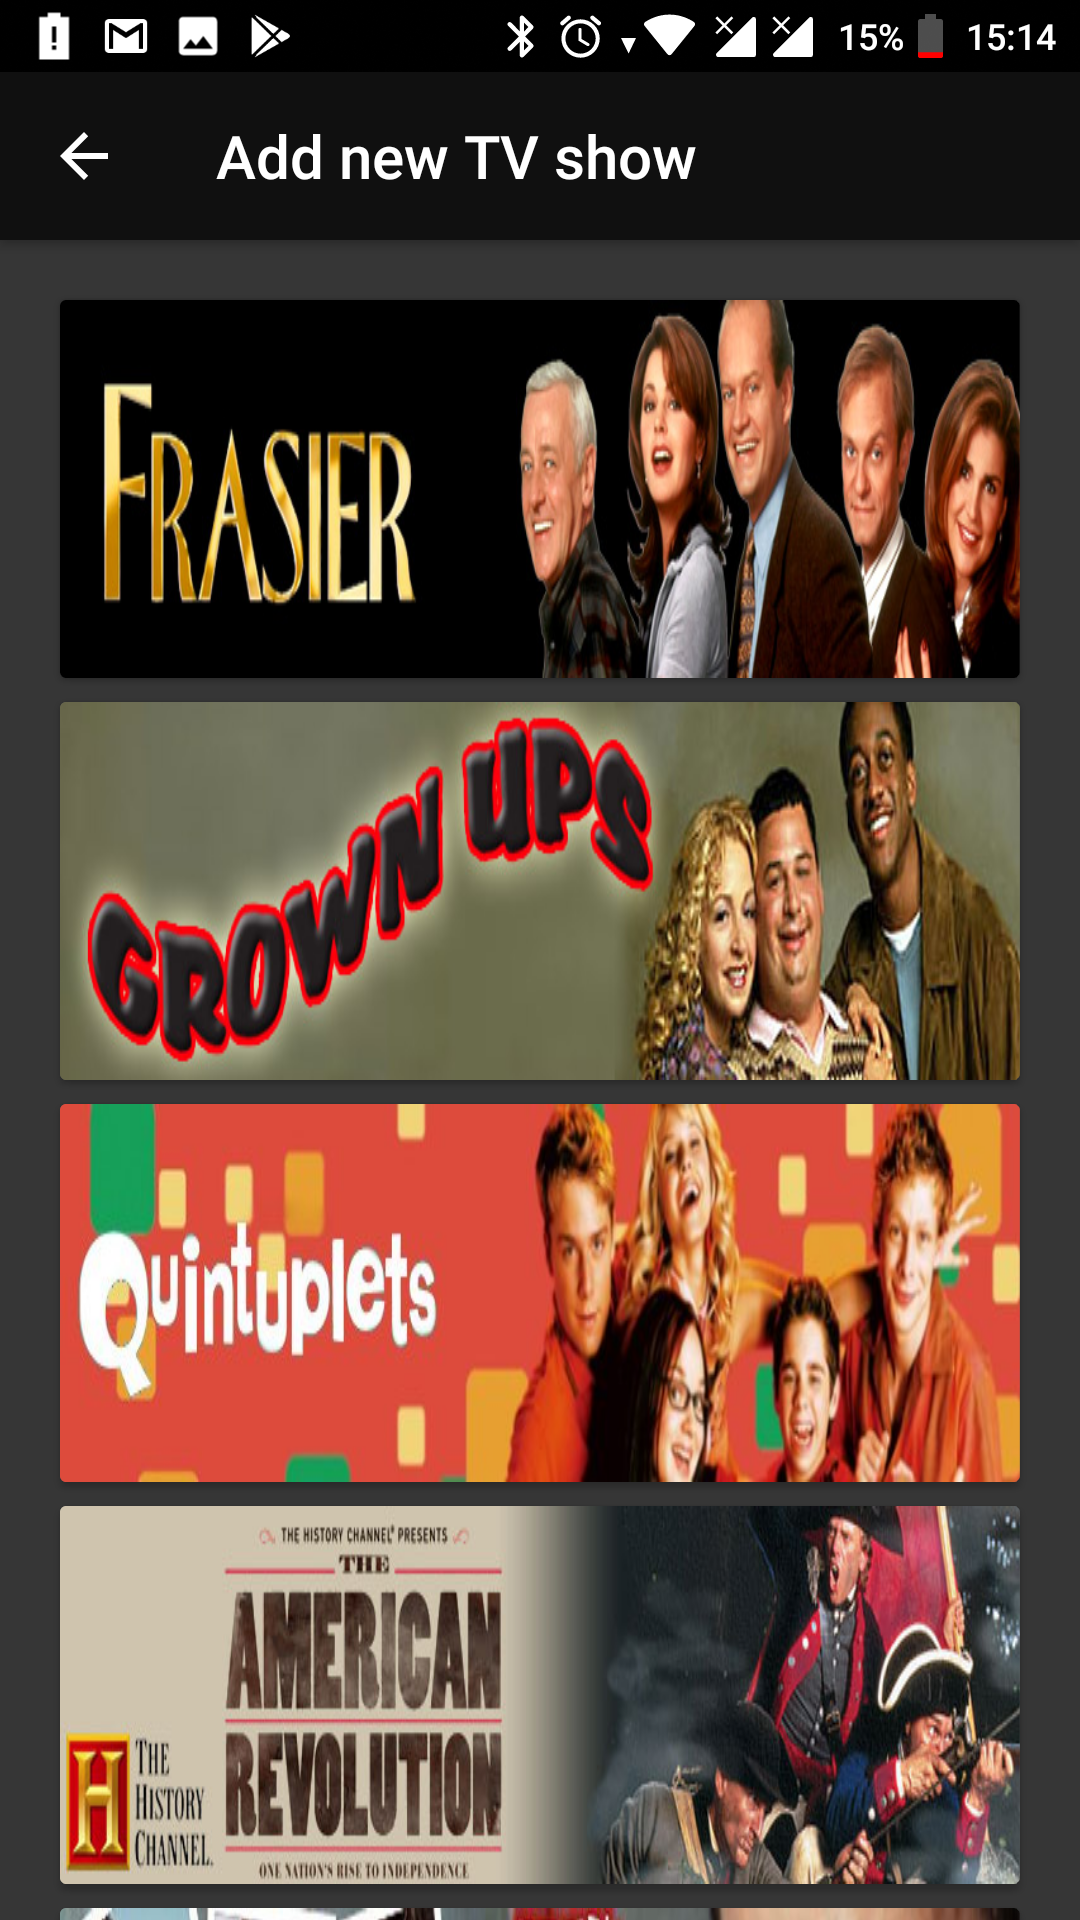 15% 15:14
Add new TV show
FRASIER
GROWN UPS
Quintuplets
THE HISTORY CHANNEL PRESENTS
THE
AMERICAN
REVOLUTION
H THE
HISTORY
CHANNEL.
ONE NATION'S RISE TO INDEPENDENCE